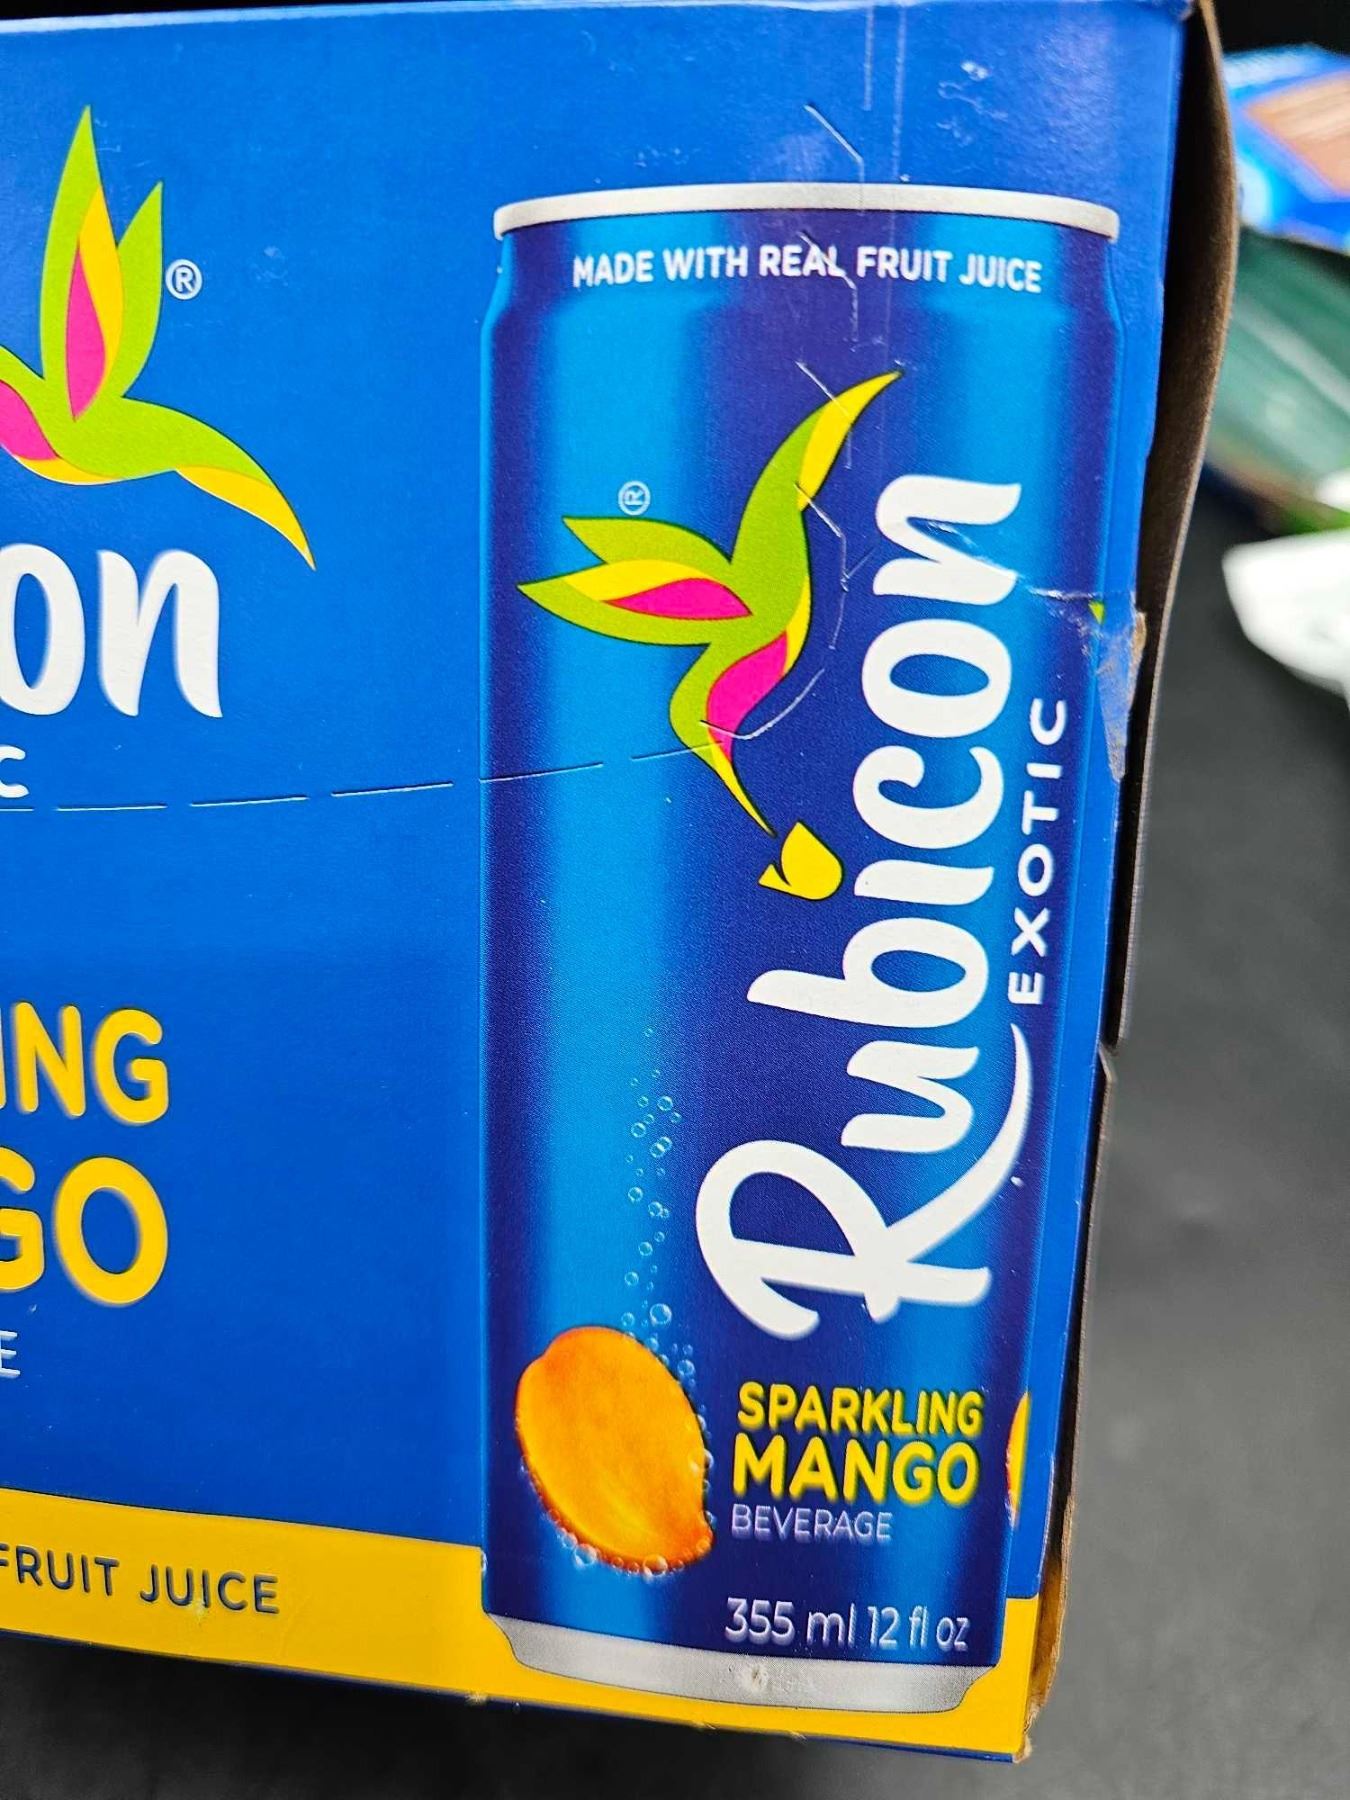 ®
on
C
ING
GO
E
FRUIT JUICE
MADE WITH REAL FRUIT JUICE
®
Rubicon
EXOTIC
SPARKLING
MANGO
BEVERAGE
355 ml 12 fl oz